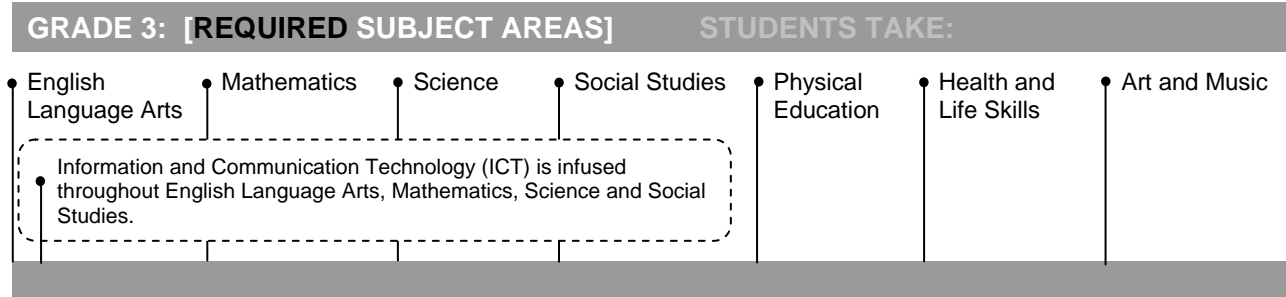 GRADE 3: [REQUIRED SUBJECT AREAS] STUDENTS TAKE:
English
Language Arts
Mathematics
Science
Social Studies
Physical
Education
Health and
Life Skills
Art and Music
Information and Communication Technology (ICT) is infused
throughout English Language Arts, Mathematics, Science and Social
Studies.